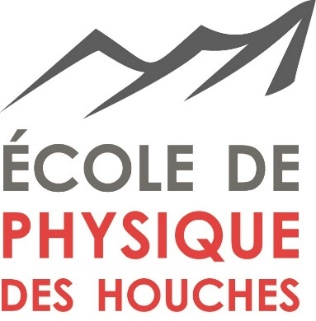 ÉCOLE DE
PHYSIQUE
DES HOUCHES